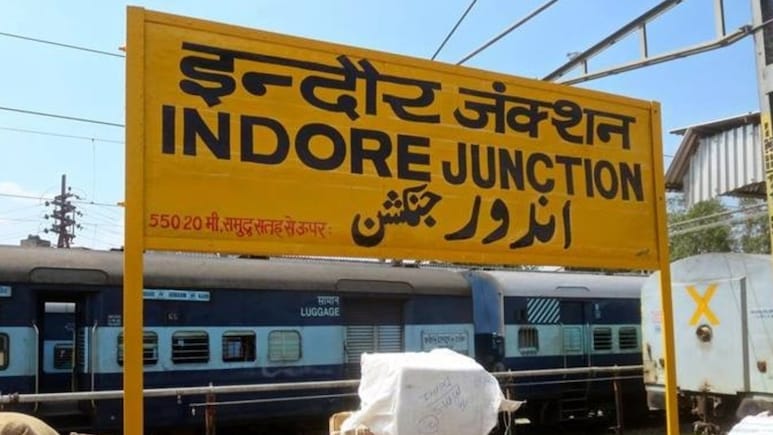 इन्दौर जंक्शन
INDORE JUNCTION
اندور جنکشن
550 20 मी, समुद्र सतह से ऊपर:
सामान
LUGGAGE
X